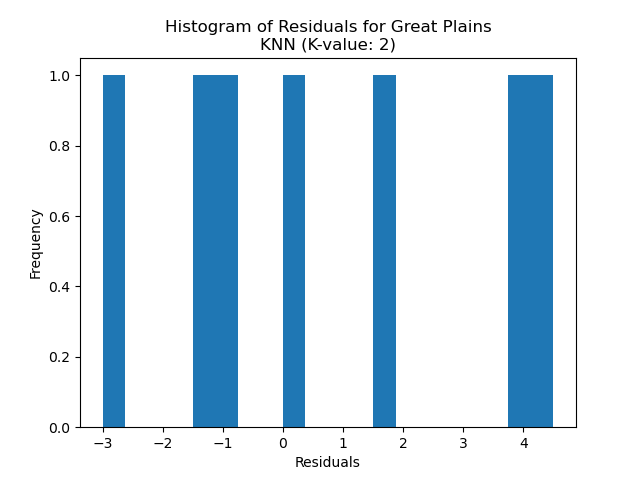 Histogram of Residuals for Great Plains
KNN (K-value: 2)
Frequency
1.0
0.8
0.6
0.4
0.2
0.0
−3 −2 −1 0 1 2 3 4
Residuals